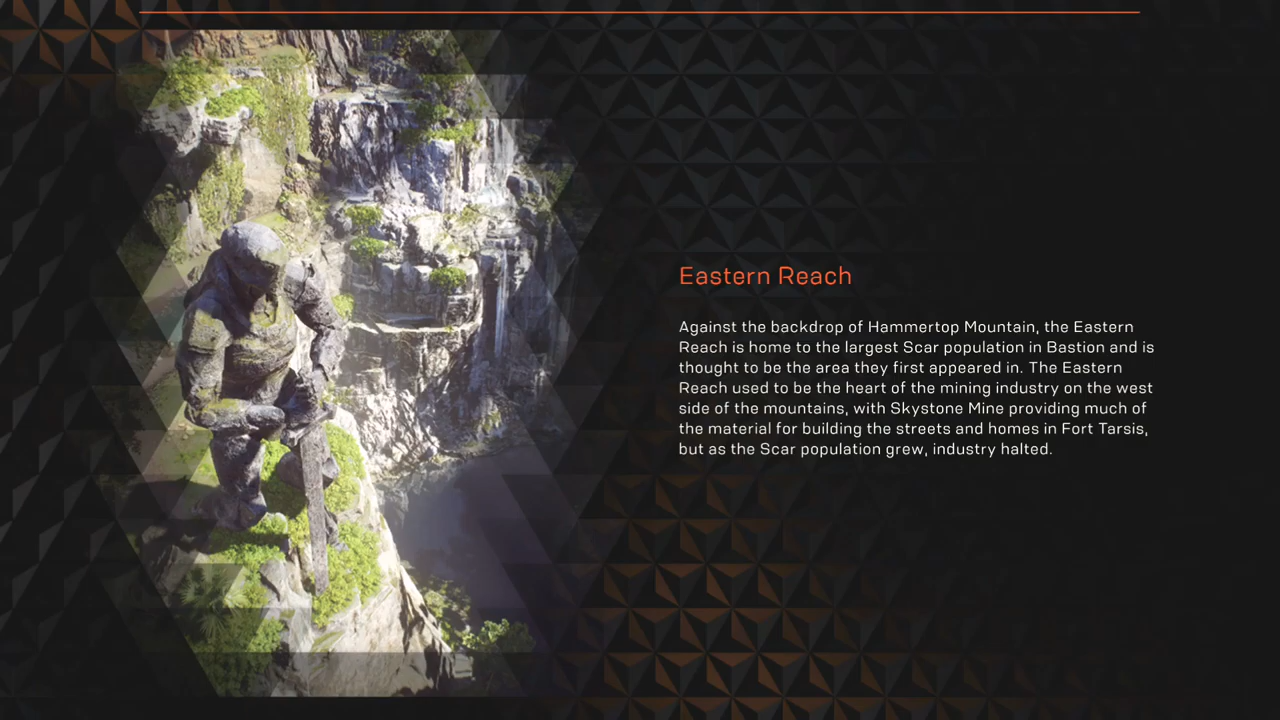 Eastern Reach
Against the backdrop of Hammertop Mountain, the Eastern
Reach is home to the largest Scar population in Bastion and is
thought to be the area they first appeared in. The Eastern
Reach used to be the heart of the mining industry on the west
side of the mountains, with Skystone Mine providing much of
the material for building the streets and homes in Fort Tarsis,
but as the Scar population grew, industry halted.